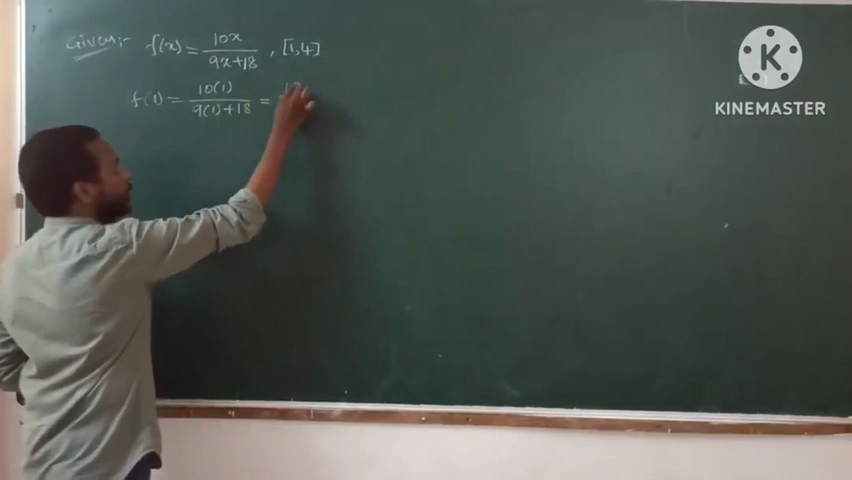 Given:- f(x) = 10x / 9x+18 , [1,4]
f(1) = 10(1) / 9(1)+18 = 10
K
KINEMASTER